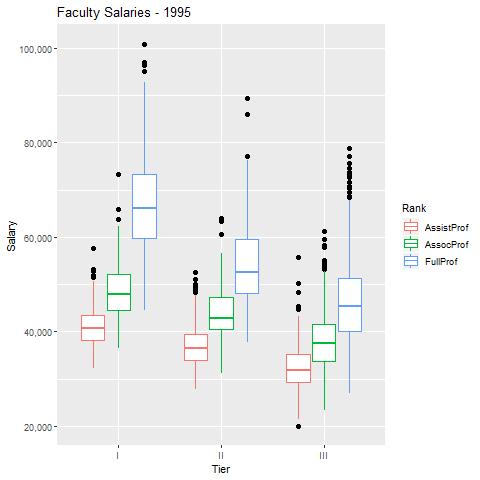 Faculty Salaries - 1995
100,000
80,000
60,000
40,000
20,000
Salary
I
II
III
Tier
Rank
AssistProf
AssocProf
FullProf